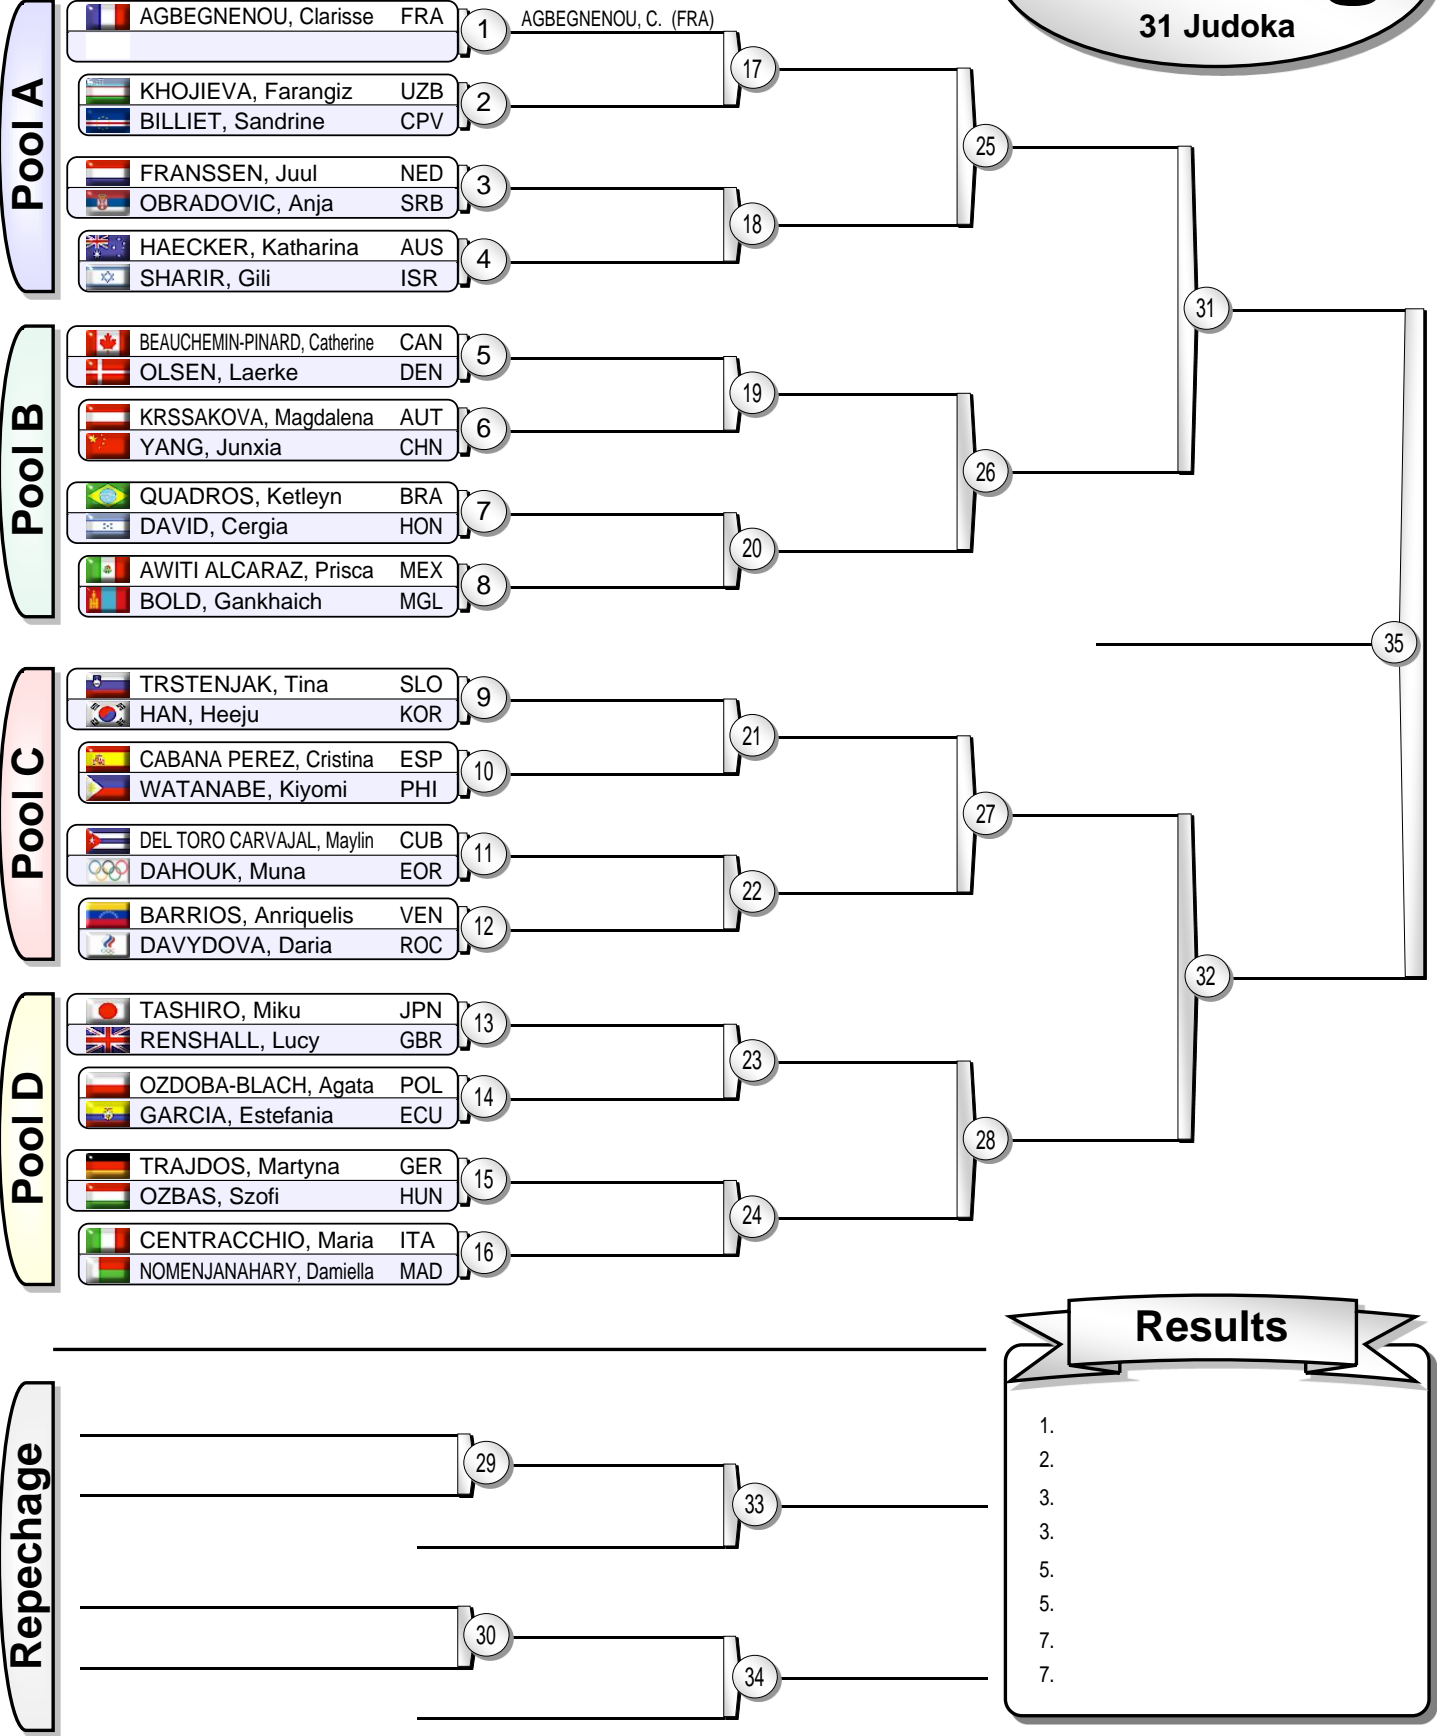 31 Judoka
Pool A
AGBEGNENOU, Clarisse FRA
1
AGBEGNENOU, C. (FRA)
17
KHOJIEVA, Farangiz UZB
2
BILLIET, Sandrine CPV
25
FRANSSEN, Juul NED
3
OBRADOVIC, Anja SRB
18
HAECKER, Katharina AUS
4
SHARIR, Gili ISR
31
Pool B
BEAUCHEMIN-PINARD, Catherine CAN
5
OLSEN, Laerke DEN
19
KRSSAKOVA, Magdalena AUT
6
YANG, Junxia CHN
26
QUADROS, Ketleyn BRA
7
DAVID, Cergia HON
20
AWITI ALCARAZ, Prisca MEX
8
BOLD, Gankhaich MGL
35
Pool C
TRSTENJAK, Tina SLO
9
HAN, Heeju KOR
21
CABANA PEREZ, Cristina ESP
10
WATANABE, Kiyomi PHI
27
DEL TORO CARVAJAL, Maylin CUB
11
DAHOUK, Muna EOR
22
BARRIOS, Anriquelis VEN
12
DAVYDOVA, Daria ROC
32
Pool D
TASHIRO, Miku JPN
13
RENSHALL, Lucy GBR
23
OZDOBA-BLACH, Agata POL
14
GARCIA, Estefania ECU
28
TRAJDOS, Martyna GER
15
OZBAS, Szofi HUN
24
CENTRACCHIO, Maria ITA
16
NOMENJANAHARY, Damiella MAD
Repechage
29
33
30
34
Results
1.
2.
3.
3.
5.
5.
7.
7.